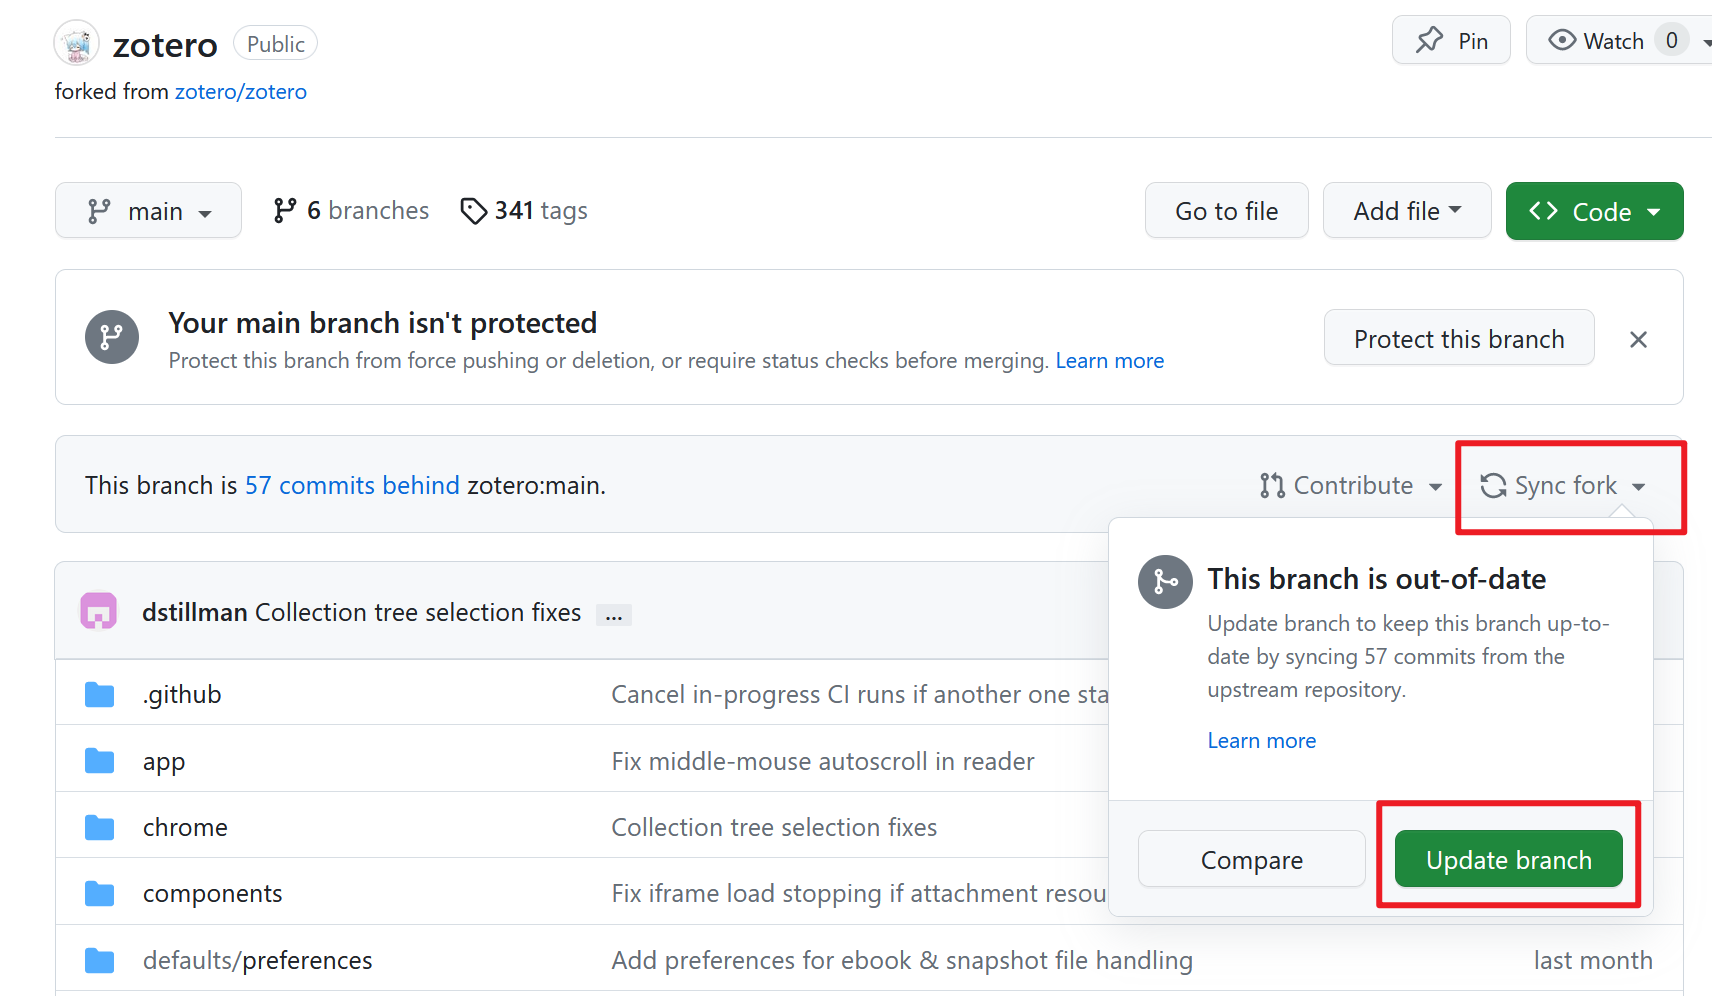 zotero Public
Pin
Watch 0
forked from zotero/zotero
main
6 branches
341 tags
Go to file
Add file
Code
Your main branch isn't protected
Protect this branch from force pushing or deletion, or require status checks before merging. Learn more
Protect this branch
This branch is 57 commits behind zotero:main.
Contribute
Sync fork
This branch is out-of-date
Update branch to keep this branch up-to-
date by syncing 57 commits from the
upstream repository.
Learn more
Compare
Update branch
dstillman Collection tree selection fixes ...
.github Cancel in-progress CI runs if another one sta
app Fix middle-mouse autoscroll in reader
chrome Collection tree selection fixes
components Fix iframe load stopping if attachment resou
defaults/preferences Add preferences for ebook & snapshot file handling last month